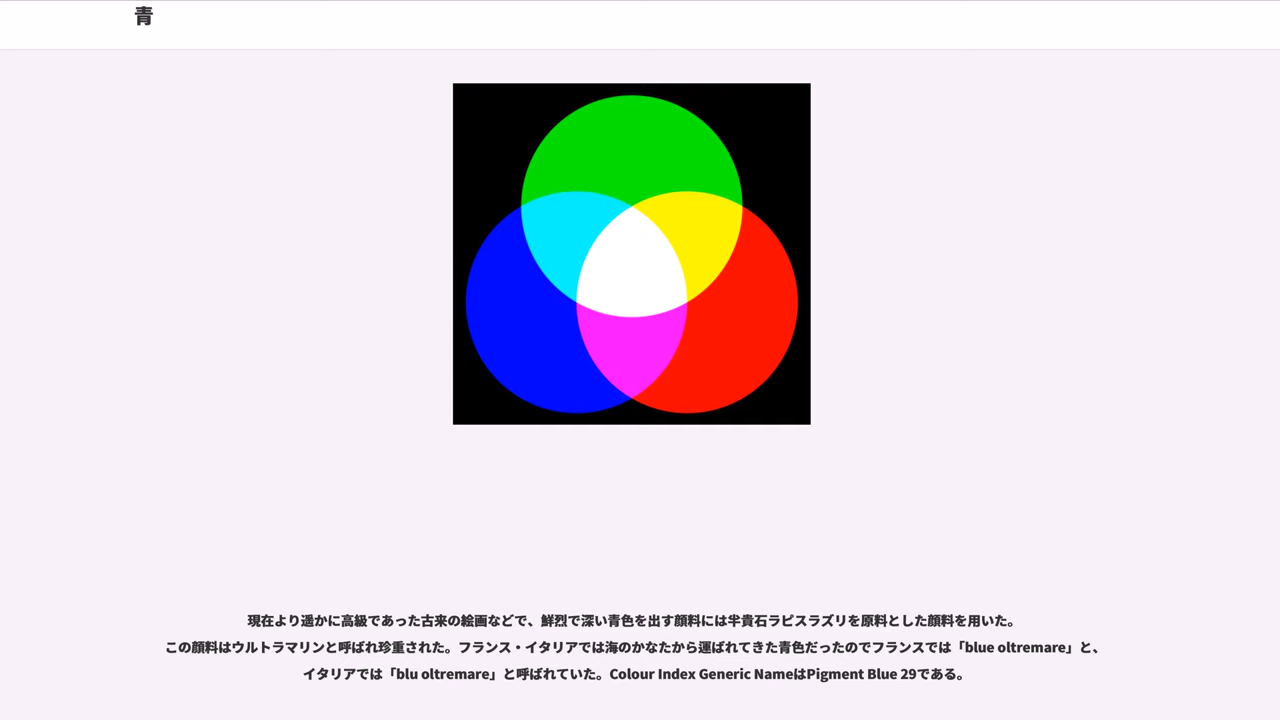 青
現在より遥かに高級であった古来の絵画などで、鮮烈で深い青色を出す顔料には半貴石ラピスラズリを原料とした顔料を用いた。
この顔料はウルトラマリンと呼ばれ珍重された。フランス・イタリアでは海のかなたから運ばれてきた青色だったのでフランスでは「blue oltremare」と、
イタリアでは「blu oltremare」と呼ばれていた。Colour Index Generic NameはPigment Blue 29である。